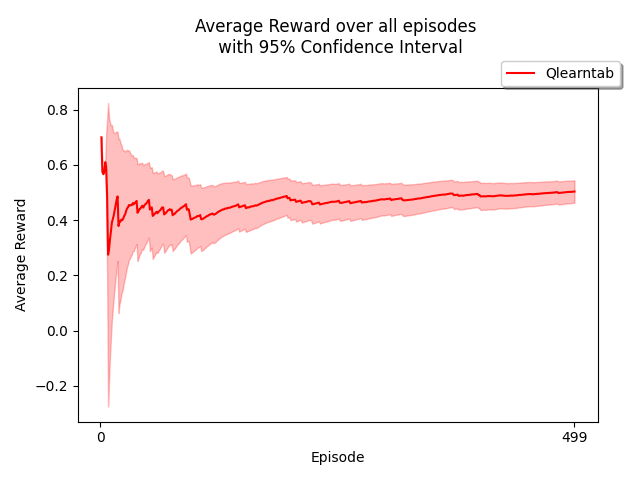 Average Reward over all episodes
with 95% Confidence Interval
Qlearntab
0.8
0.6
0.4
0.2
0.0
−0.2
Average Reward
0
499
Episode